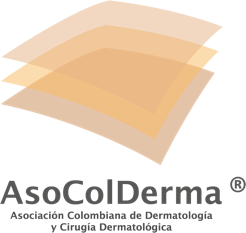 AsoColDerma ®
Asociación Colombiana de Dermatología
y Cirugía Dermatológica